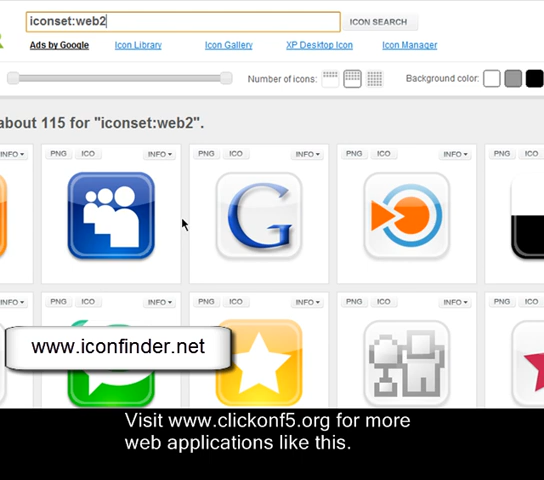 iconset:web2
ICON SEARCH
Ads by Google Icon Library Icon Gallery XP Desktop Icon Icon Manager
Number of icons: Background color:
about 115 for "iconset:web2".
INFO PNG ICO INFO PNG ICO INFO PNG ICO INFO PNG ICO
G
INFO PNG ICO INFO PNG ICO INFO PNG ICO INFO PNG ICO
www.iconfinder.net
Visit www.clickonf5.org for more
web applications like this.